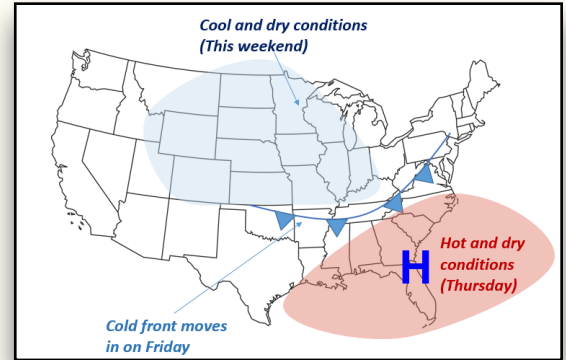 Cool and dry conditions
(This weekend)
H
Hot and dry
conditions
(Thursday)
Cold front moves
in on Friday